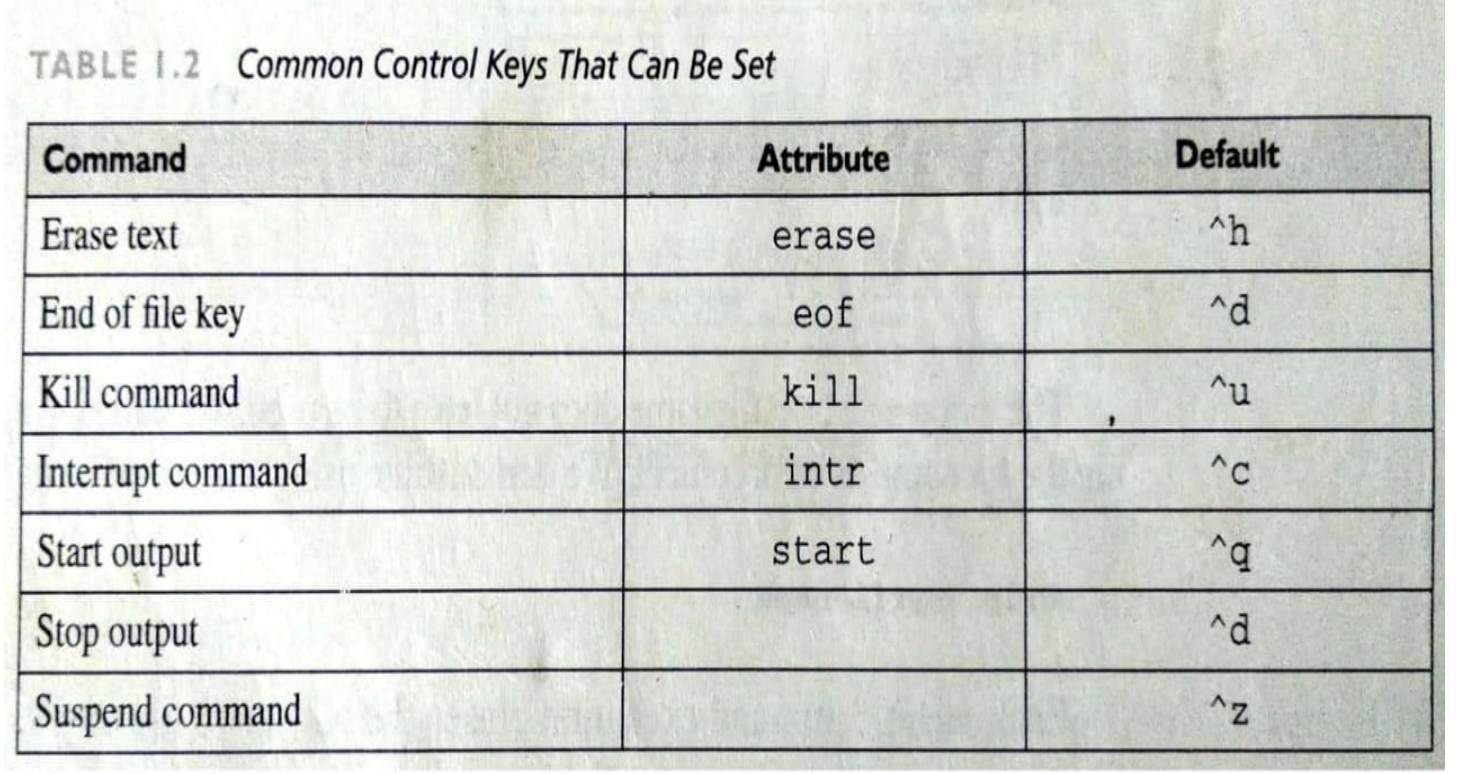 TABLE 1.2 Common Control Keys That Can Be Set
Command Attribute Default
Erase text erase ^h
End of file key eof ^d
Kill command kill ^u
Interrupt command intr ^c
Start output start ^q
Stop output ^d
Suspend command ^z